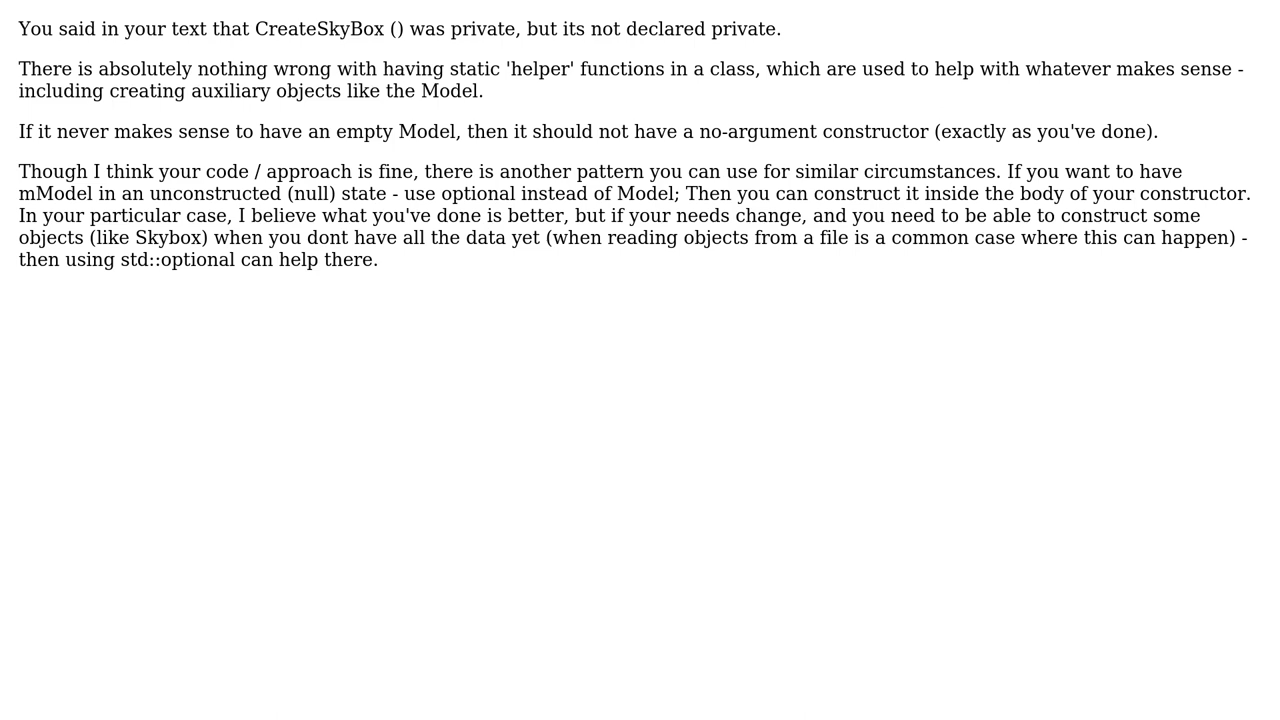 You said in your text that CreateSkyBox () was private, but its not declared private.
There is absolutely nothing wrong with having static 'helper' functions in a class, which are used to help with whatever makes sense -
including creating auxiliary objects like the Model.
If it never makes sense to have an empty Model, then it should not have a no-argument constructor (exactly as you've done).
Though I think your code / approach is fine, there is another pattern you can use for similar circumstances. If you want to have
mModel in an unconstructed (null) state - use optional instead of Model; Then you can construct it inside the body of your constructor.
In your particular case, I believe what you've done is better, but if your needs change, and you need to be able to construct some
objects (like Skybox) when you dont have all the data yet (when reading objects from a file is a common case where this can happen) -
then using std::optional can help there.